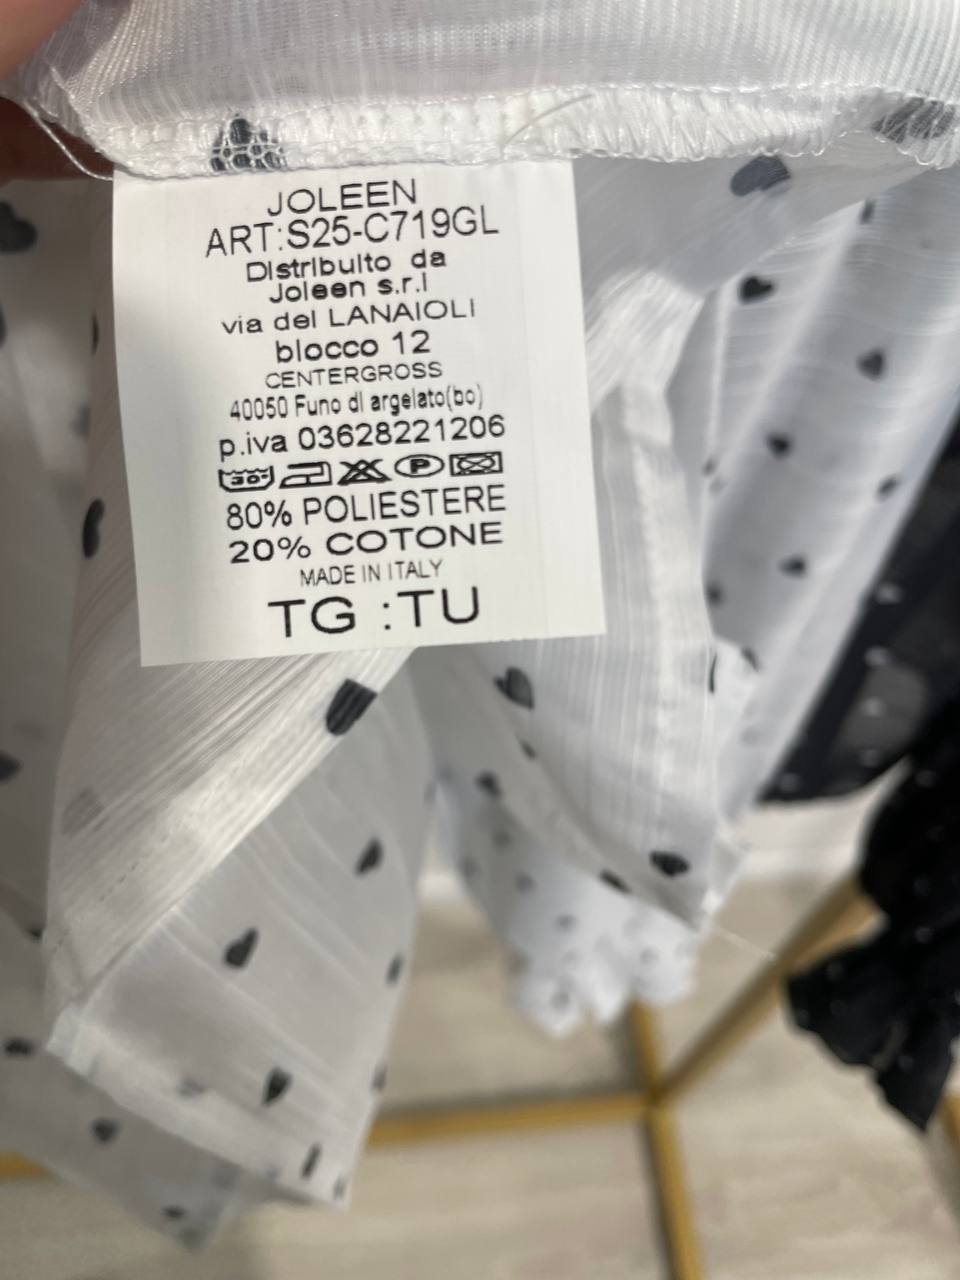 JOLEEN
ART:S25-C719GL
Distribuito da
Joleen s.r.l
via del LANAIOLI
blocco 12
CENTERGROSS
40050 Funo di argelato(bo)
p.iva 03628221206
30 P
80% POLIESTERE
20% COTONE
MADE IN ITALY
TG :TU